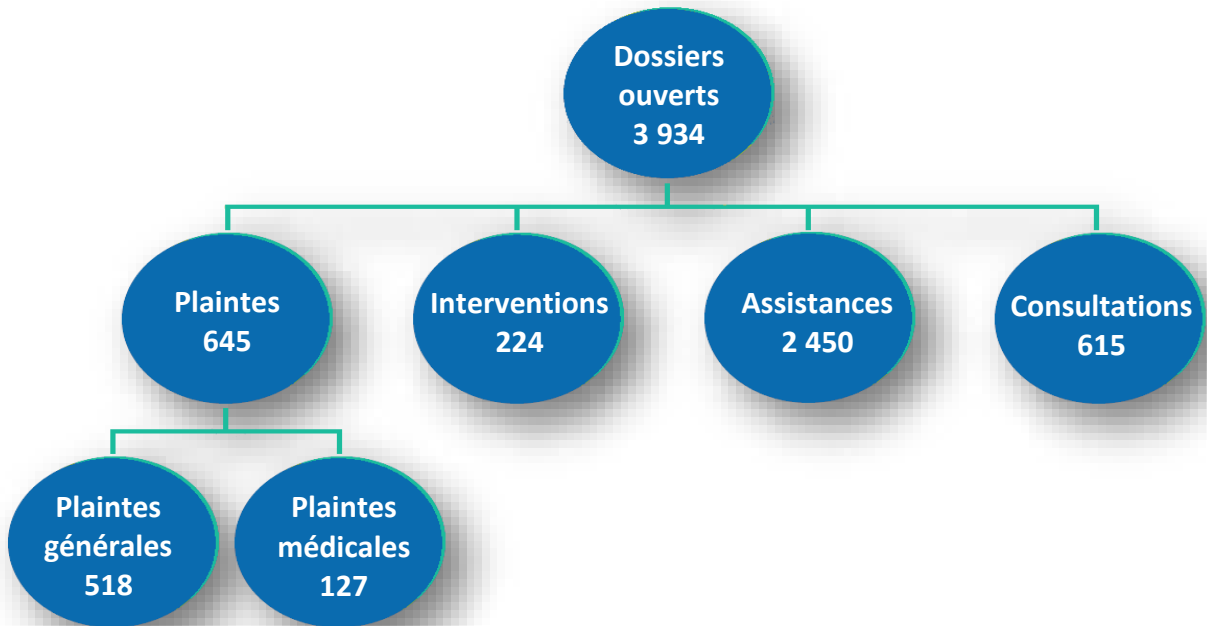 Dossiers
ouverts
3 934
Plaintes
645
Interventions
224
Assistances
2 450
Consultations
615
Plaintes
générales
518
Plaintes
médicales
127